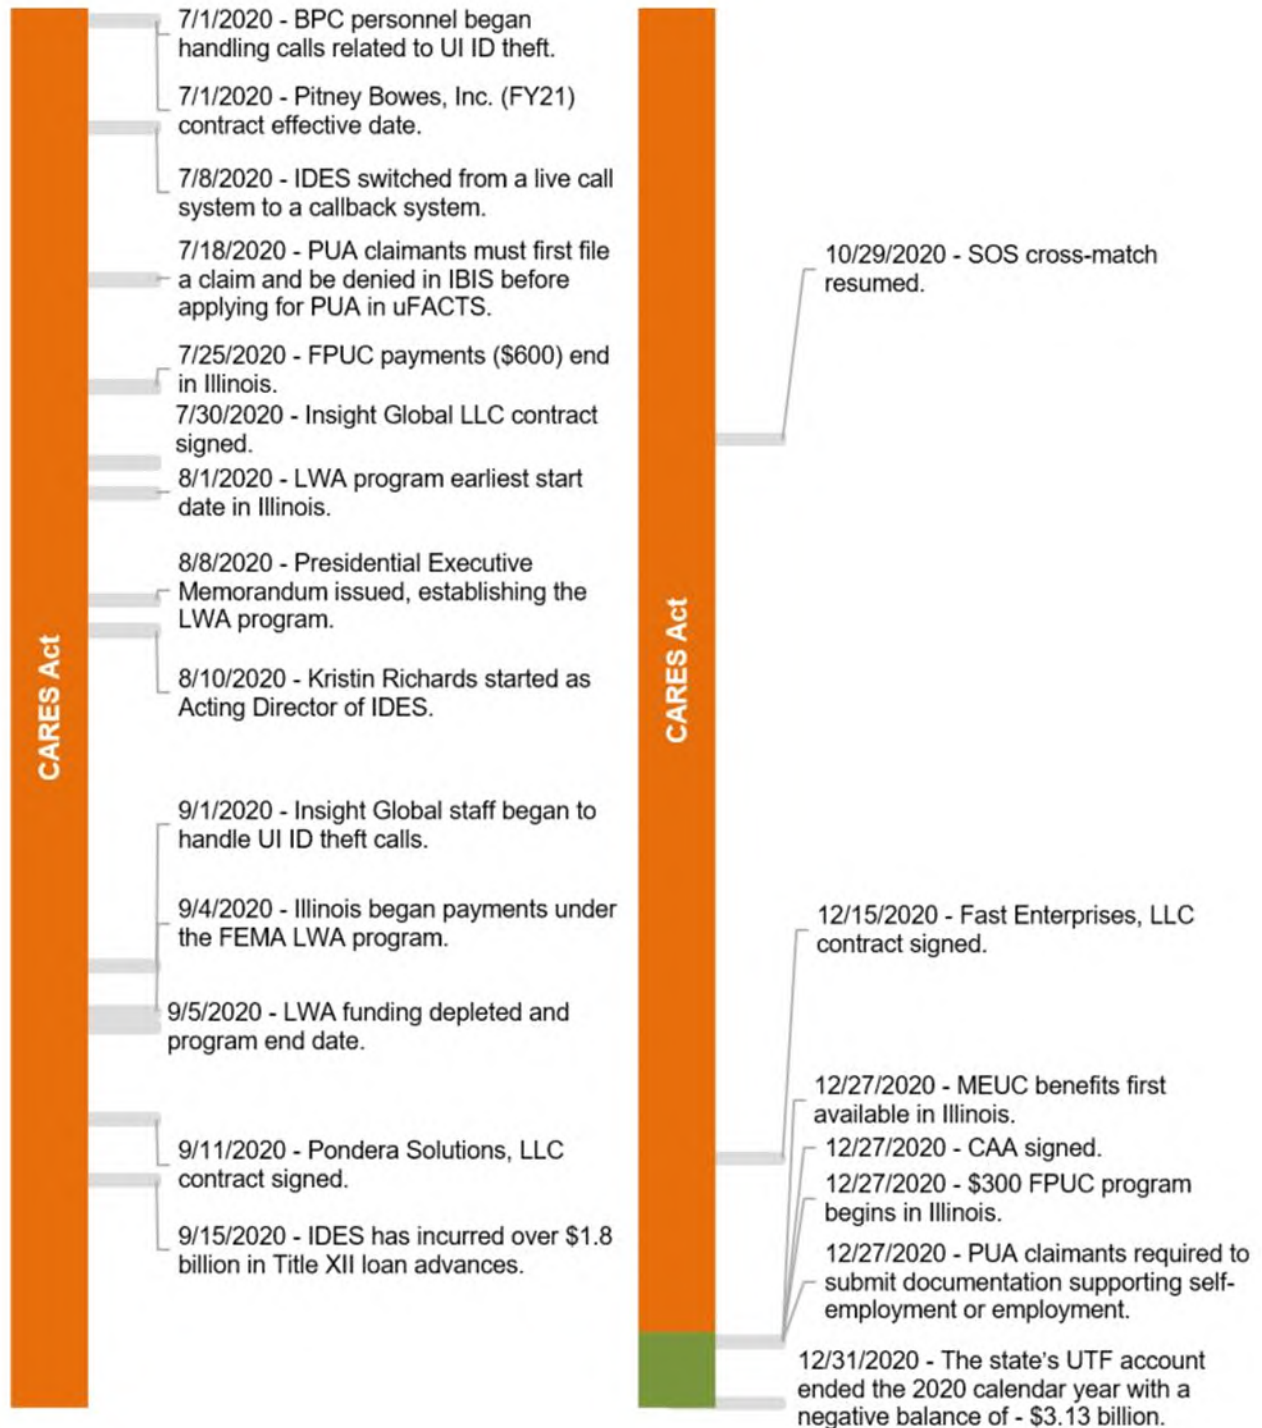 7/1/2020 - BPC personnel began
handling calls related to UI ID theft.
7/1/2020 - Pitney Bowes, Inc. (FY21)
contract effective date.
7/8/2020 - IDES switched from a live call
system to a callback system.
7/18/2020 - PUA claimants must first file
a claim and be denied in IBIS before
applying for PUA in uFACTS.
7/25/2020 - FPUC payments ($600) end
in Illinois.
7/30/2020 - Insight Global LLC contract
signed.
8/1/2020 - LWA program earliest start
date in Illinois.
8/8/2020 - Presidential Executive
Memorandum issued, establishing the
LWA program.
8/10/2020 - Kristin Richards started as
Acting Director of IDES.
CARES Act
9/1/2020 - Insight Global staff began to
handle UI ID theft calls.
9/4/2020 - Illinois began payments under
the FEMA LWA program.
9/5/2020 - LWA funding depleted and
program end date.
9/11/2020 - Pondera Solutions, LLC
contract signed.
9/15/2020 - IDES has incurred over $1.8
billion in Title XII loan advances.
10/29/2020 - SOS cross-match
resumed.
CARES Act
12/15/2020 - Fast Enterprises, LLC
contract signed.
12/27/2020 - MEUC benefits first
available in Illinois.
12/27/2020 - CAA signed.
12/27/2020 - $300 FPUC program
begins in Illinois.
12/27/2020 - PUA claimants required to
submit documentation supporting self-
employment or employment.
12/31/2020 - The state's UTF account
ended the 2020 calendar year with a
negative balance of - $3.13 billion.